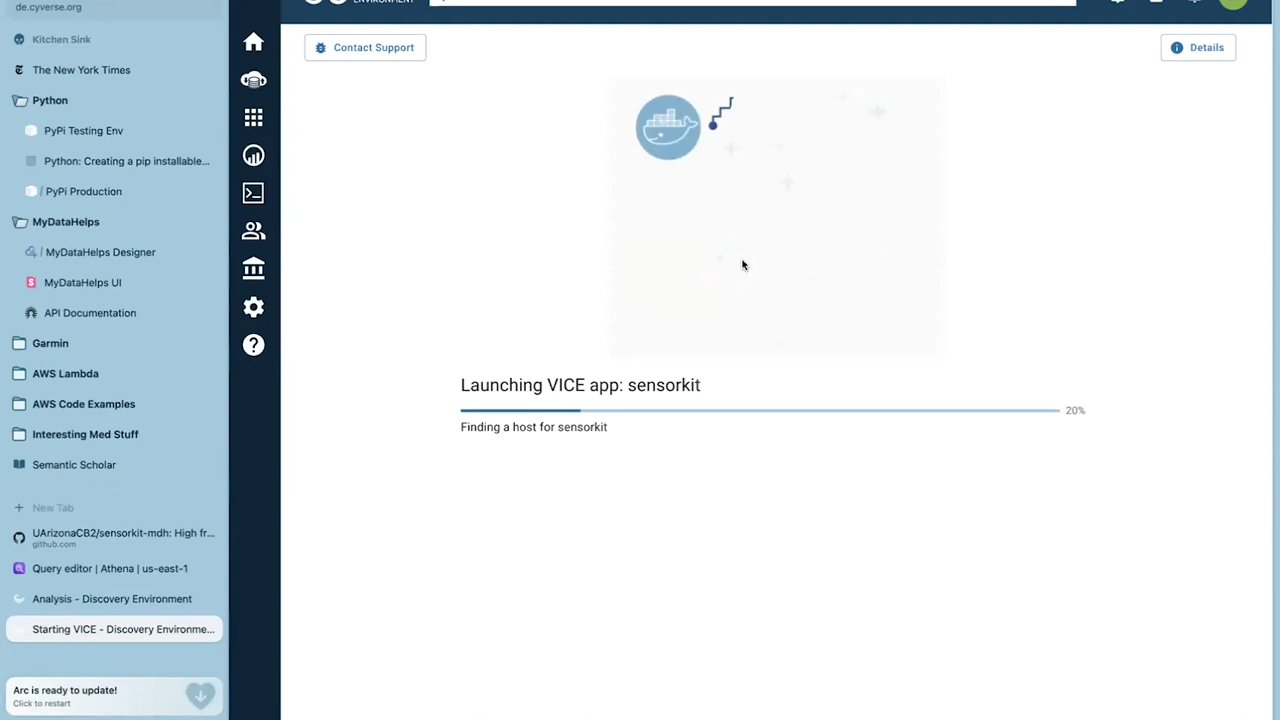 de.cyverse.org
Kitchen Sink
The New York Times
Python
PyPi Testing Env
Python: Creating a pip installable...
/ PyPi Production
MyDataHelps
/ MyDataHelps Designer
MyDataHelps UI
API Documentation
Garmin
AWS Lambda
AWS Code Examples
Interesting Med Stuff
Semantic Scholar
+ New Tab
UArizonaCB2/sensorkit-mdh: High fr...
github.com
Query editor | Athena | us-east-1
Analysis - Discovery Environment
Starting VICE - Discovery Environme...
Arc is ready to update!
Click to restart
ENVIRONMENT
Contact Support
Details
Launching VICE app: sensorkit
20%
Finding a host for sensorkit